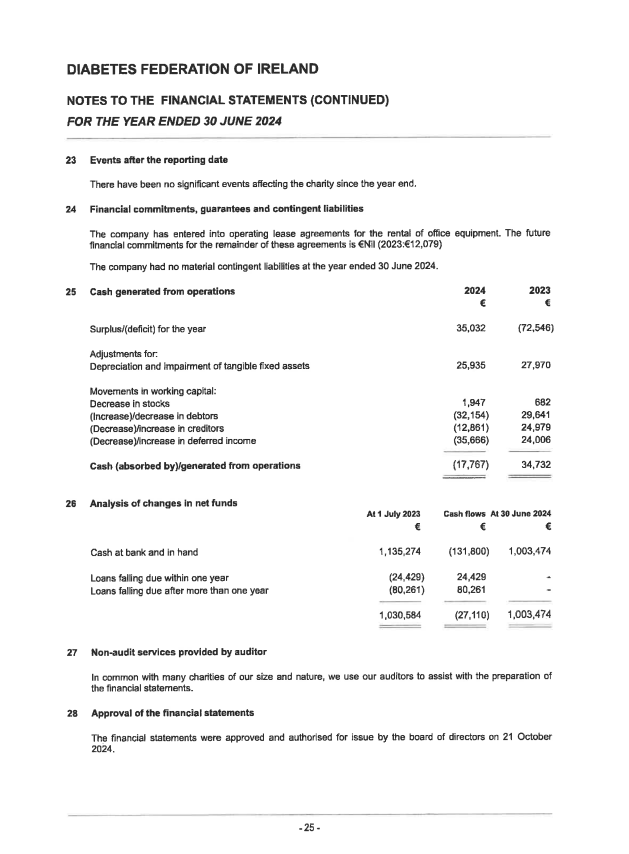 DIABETES FEDERATION OF IRELAND
NOTES TO THE FINANCIAL STATEMENTS (CONTINUED)
FOR THE YEAR ENDED 30 JUNE 2024
23 Events after the reporting date
There have been no significant events affecting the charity since the year end.
24 Financial commitments, guarantees and contingent liabilities
The company has entered into operating lease agreements for the rental of office equipment. The future
financial commitments for the remainder of these agreements is €Nil (2023:€12,079)
The company had no material contingent liabilities at the year ended 30 June 2024.
25 Cash generated from operations 2024 2023
€ €
Surplus/(deficit) for the year 35,032 (72,546)
Adjustments for:
Depreciation and impairment of tangible fixed assets 25,935 27,970
Movements in working capital:
Decrease in stocks 1,947 682
(Increase)/decrease in debtors (32,154) 29,641
(Decrease)/increase in creditors (12,861) 24,979
(Decrease)/increase in deferred income (35,666) 24,006
Cash (absorbed by)/generated from operations (17,767) 34,732
26 Analysis of changes in net funds
At 1 July 2023 Cash flows At 30 June 2024
€ € €
Cash at bank and in hand 1,135,274 (131,800) 1,003,474
Loans falling due within one year (24,429) 24,429 -
Loans falling due after more than one year (80,261) 80,261 -
1,030,584 (27,110) 1,003,474
27 Non-audit services provided by auditor
In common with many charities of our size and nature, we use our auditors to assist with the preparation of
the financial statements.
28 Approval of the financial statements
The financial statements were approved and authorised for issue by the board of directors on 21 October
2024.
- 25 -